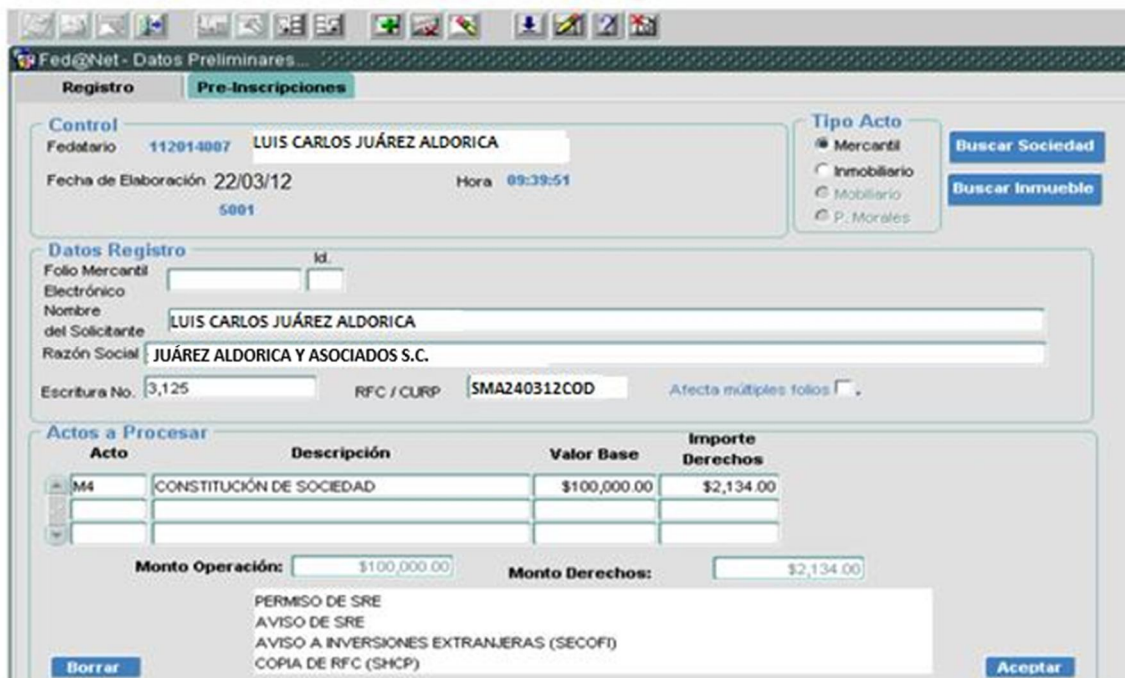 Fed@Net - Datos Preliminares...
Registro Pre-Inscripciones
Control
Fedatario 112014007 LUIS CARLOS JUÁREZ ALDORICA
Fecha de Elaboración 22/03/12 Hora 09:39:51
5001
Tipo Acto
Mercantil
Inmobiliario
Mobiliario
P. Morales
Buscar Sociedad
Buscar Inmueble
Datos Registro
Folio Mercantil Electrónico Id.
Nombre del Solicitante LUIS CARLOS JUÁREZ ALDORICA
Razón Social JUÁREZ ALDORICA Y ASOCIADOS S.C.
Escritura No. 3,125 RFC / CURP SMA240312COD Afecta múltiples folios .
Actos a Procesar
Acto Descripción Valor Base Importe Derechos
M4 CONSTITUCIÓN DE SOCIEDAD $100,000.00 $2,134.00
Monto Operación: $100,000.00 Monto Derechos: $2,134.00
PERMISO DE SRE
AVISO DE SRE
AVISO A INVERSIONES EXTRANJERAS (SECOFI)
COPIA DE RFC (SHCP)
Borrar Aceptar